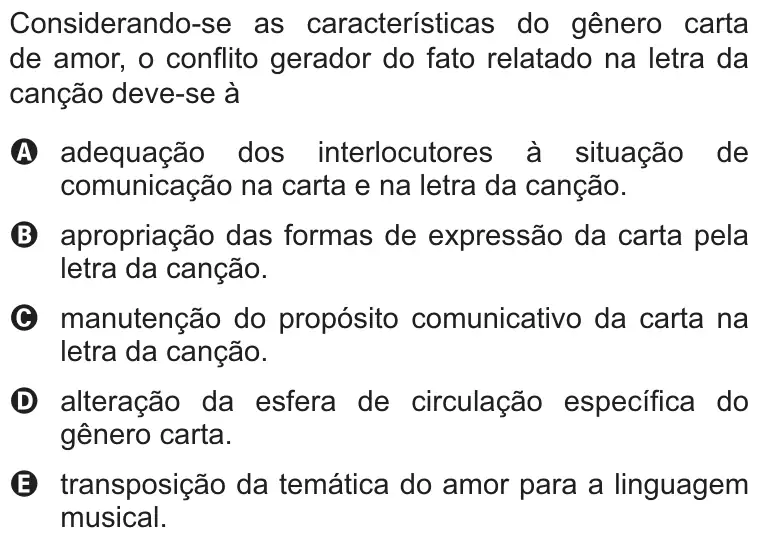 Considerando-se as características do gênero carta
de amor, o conflito gerador do fato relatado na letra da
canção deve-se à
A adequação dos interlocutores à situação de
comunicação na carta e na letra da canção.
B apropriação das formas de expressão da carta pela
letra da canção.
C manutenção do propósito comunicativo da carta na
letra da canção.
D alteração da esfera de circulação específica do
gênero carta.
E transposição da temática do amor para a linguagem
musical.